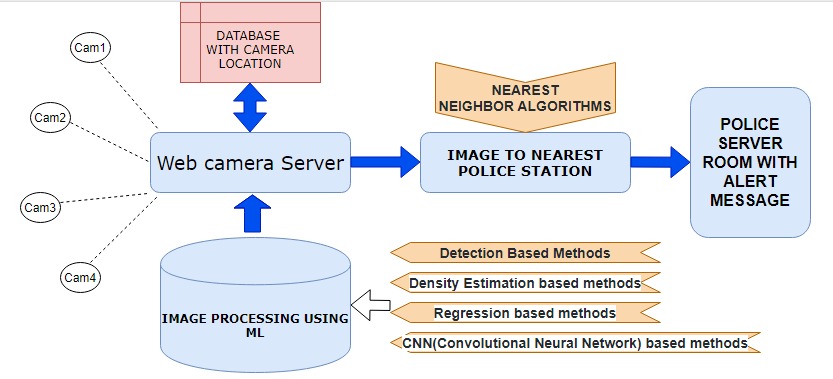 Cam1
Cam2
Cam3
Cam4
DATABASE
WITH CAMERA
LOCATION
Web camera Server
NEAREST
NEIGHBOR ALGORITHMS
IMAGE TO NEAREST
POLICE STATION
POLICE
SERVER
ROOM WITH
ALERT
MESSAGE
IMAGE PROCESSING USING
ML
Detection Based Methods
Density Estimation based methods
Regression based methods
CNN(Convolutional Neural Network) based methods